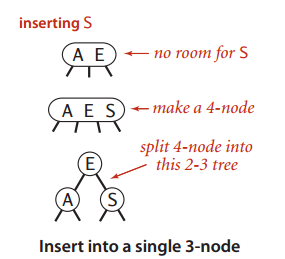 inserting S
A E
no room for S
A E S
make a 4-node
split 4-node into
this 2-3 tree
E
A
S
Insert into a single 3-node